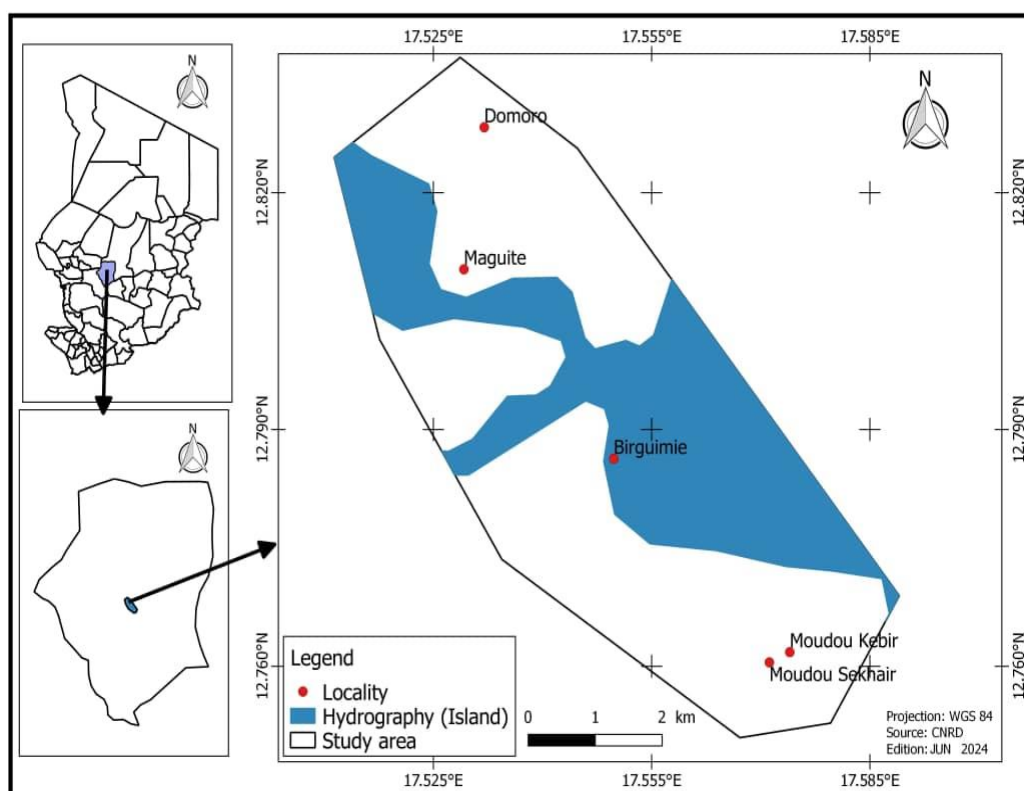 N
N
17.525°E 17.555°E 17.585°E
N
Domoro
12.820°N 12.820°N
Maguite
12.790°N 12.790°N
Birguimie
Moudou Kebir
Moudou Sekhair
12.760°N 12.760°N
Legend
Locality
Hydrography (Island)
Study area
0 1 2 km
Projection: WGS 84
Source: CNRD
Edition: JUN 2024
17.525°E 17.555°E 17.585°E